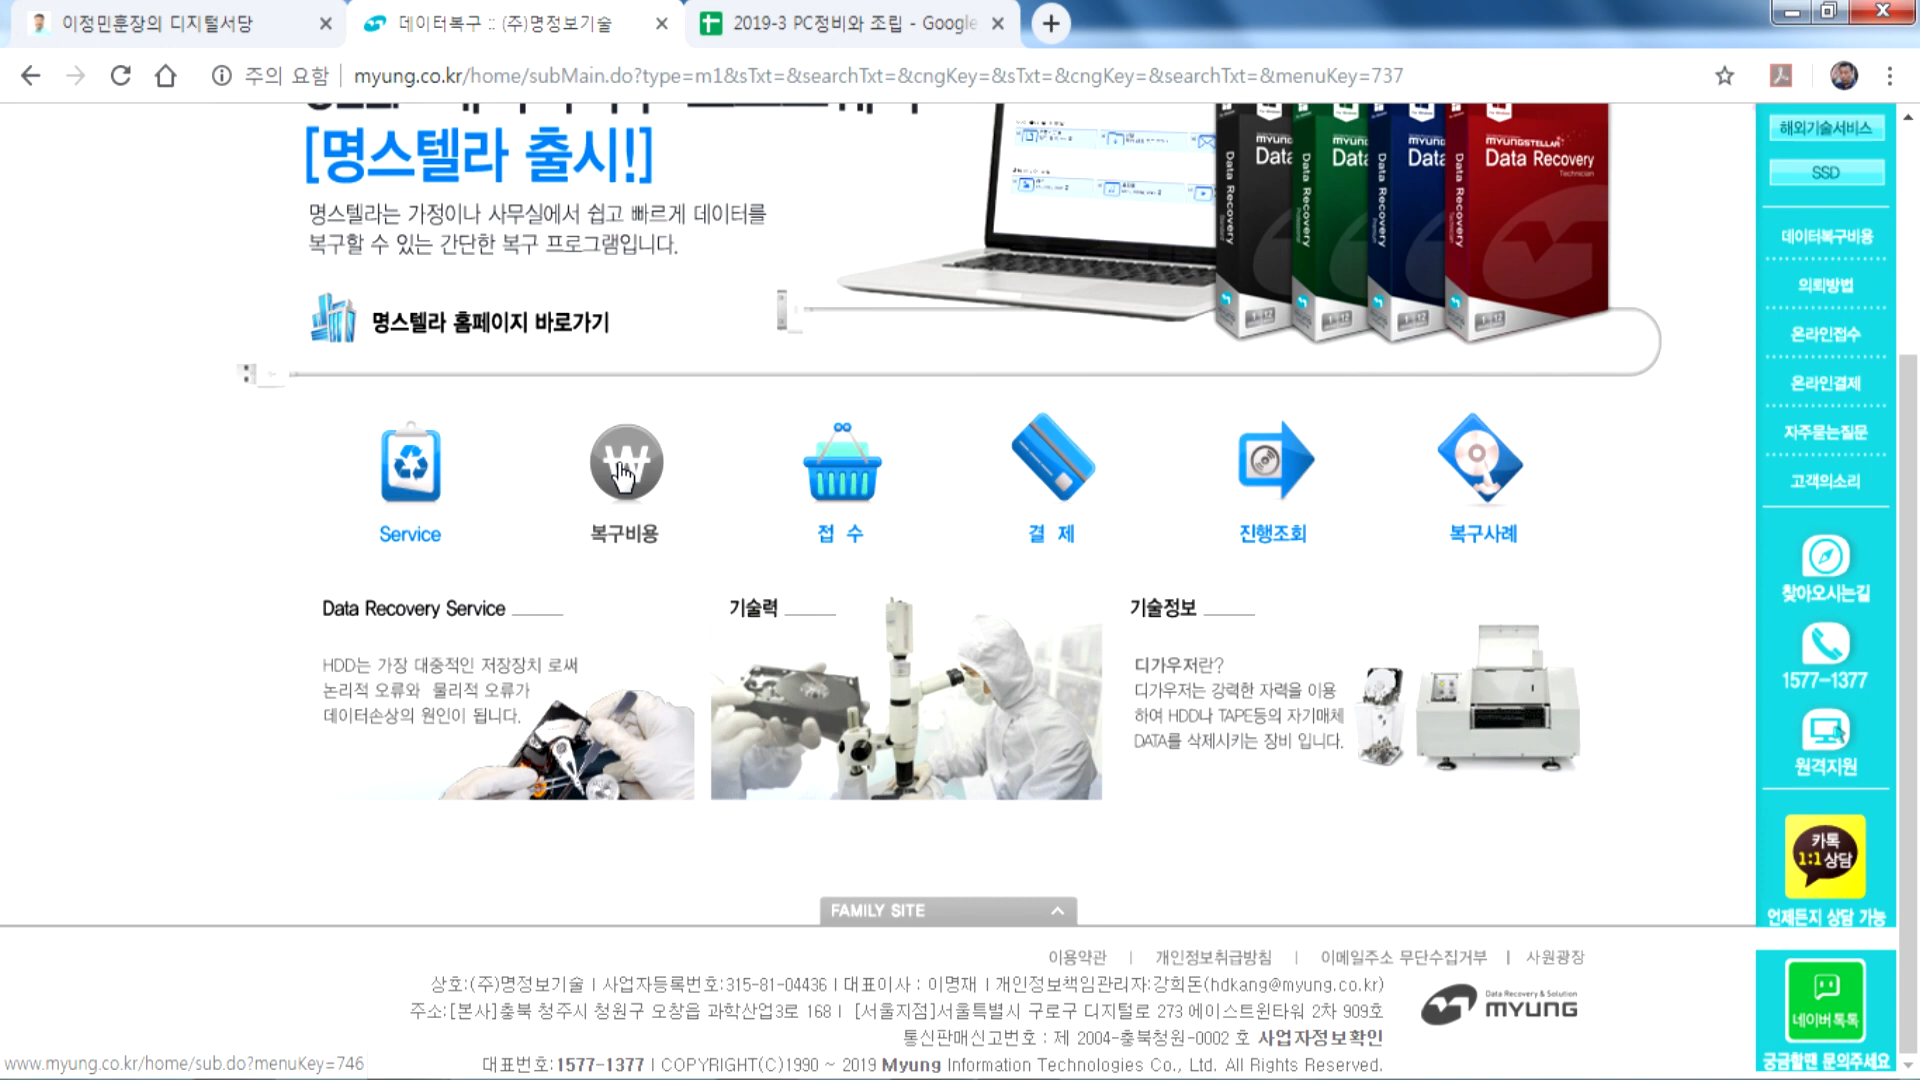 이정민훈장의 디지털서당
데이터복구 :: (주)명정보기술
2019-3 PC정비와 조립 - Google
주의 요함
myung.co.kr/home/subMain.do?type=m1&sTxt=&searchTxt=&cngKey=&sTxt=&cngKey=&searchTxt=&menuKey=737
[명스텔라 출시!]
명스텔라는 가정이나 사무실에서 쉽고 빠르게 데이터를
복구할 수 있는 간단한 복구 프로그램입니다.
명스텔라 홈페이지 바로가기
MYUNGSTELLAR
Data Recovery
Technician
Data Recovery
Data Recovery
Data Recovery
Data Recovery
Service
복구비용
접 수
결 제
진행조회
복구사례
Data Recovery Service
HDD는 가장 대중적인 저장장치 로써
논리적 오류와 물리적 오류가
데이터손상의 원인이 됩니다.
기술력
기술정보
디가우저란?
디가우저는 강력한 자력을 이용
하여 HDD나 TAPE등의 자기매체
DATA를 삭제시키는 장비 입니다.
해외기술서비스
SSD
데이터복구비용
의뢰방법
온라인접수
온라인결제
자주묻는질문
고객의소리
찾아오시는길
1577-1377
원격지원
카톡
1:1상담
언제든지 상담 가능
네이버 톡톡
궁금할땐 문의주세요
FAMILY SITE
이용약관 | 개인정보취급방침 | 이메일주소 무단수집거부 | 사원광장
상호:(주)명정보기술 | 사업자등록번호:315-81-04436 | 대표이사 : 이명재 | 개인정보책임관리자:강희돈(hdkang@myung.co.kr)
주소:[본사]충북 청주시 청원구 오창읍 과학산업3로 168 | [서울지점]서울특별시 구로구 디지털로 273 에이스트윈타워 2차 909호
통신판매신고번호 : 제 2004-충북청원-0002 호 사업자정보확인
대표번호:1577-1377 | COPYRIGHT(C)1990 ~ 2019 Myung Information Technologies Co., Ltd. All Rights Reserved.
Data Recovery & Solution
MYUNG
www.myung.co.kr/home/sub.do?menuKey=746